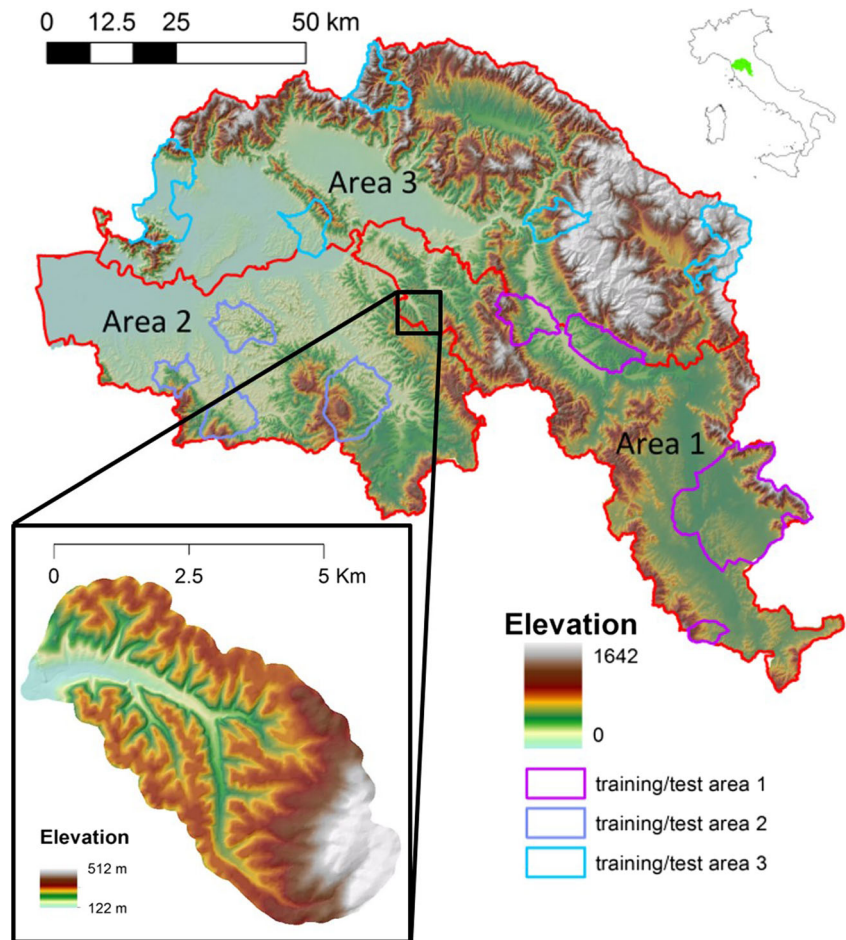 0 12.5 25 50 km
Area 3
Area 2
Area 1
0 2.5 5 Km
Elevation
1642
0
training/test area 1
training/test area 2
training/test area 3
Elevation
512 m
122 m